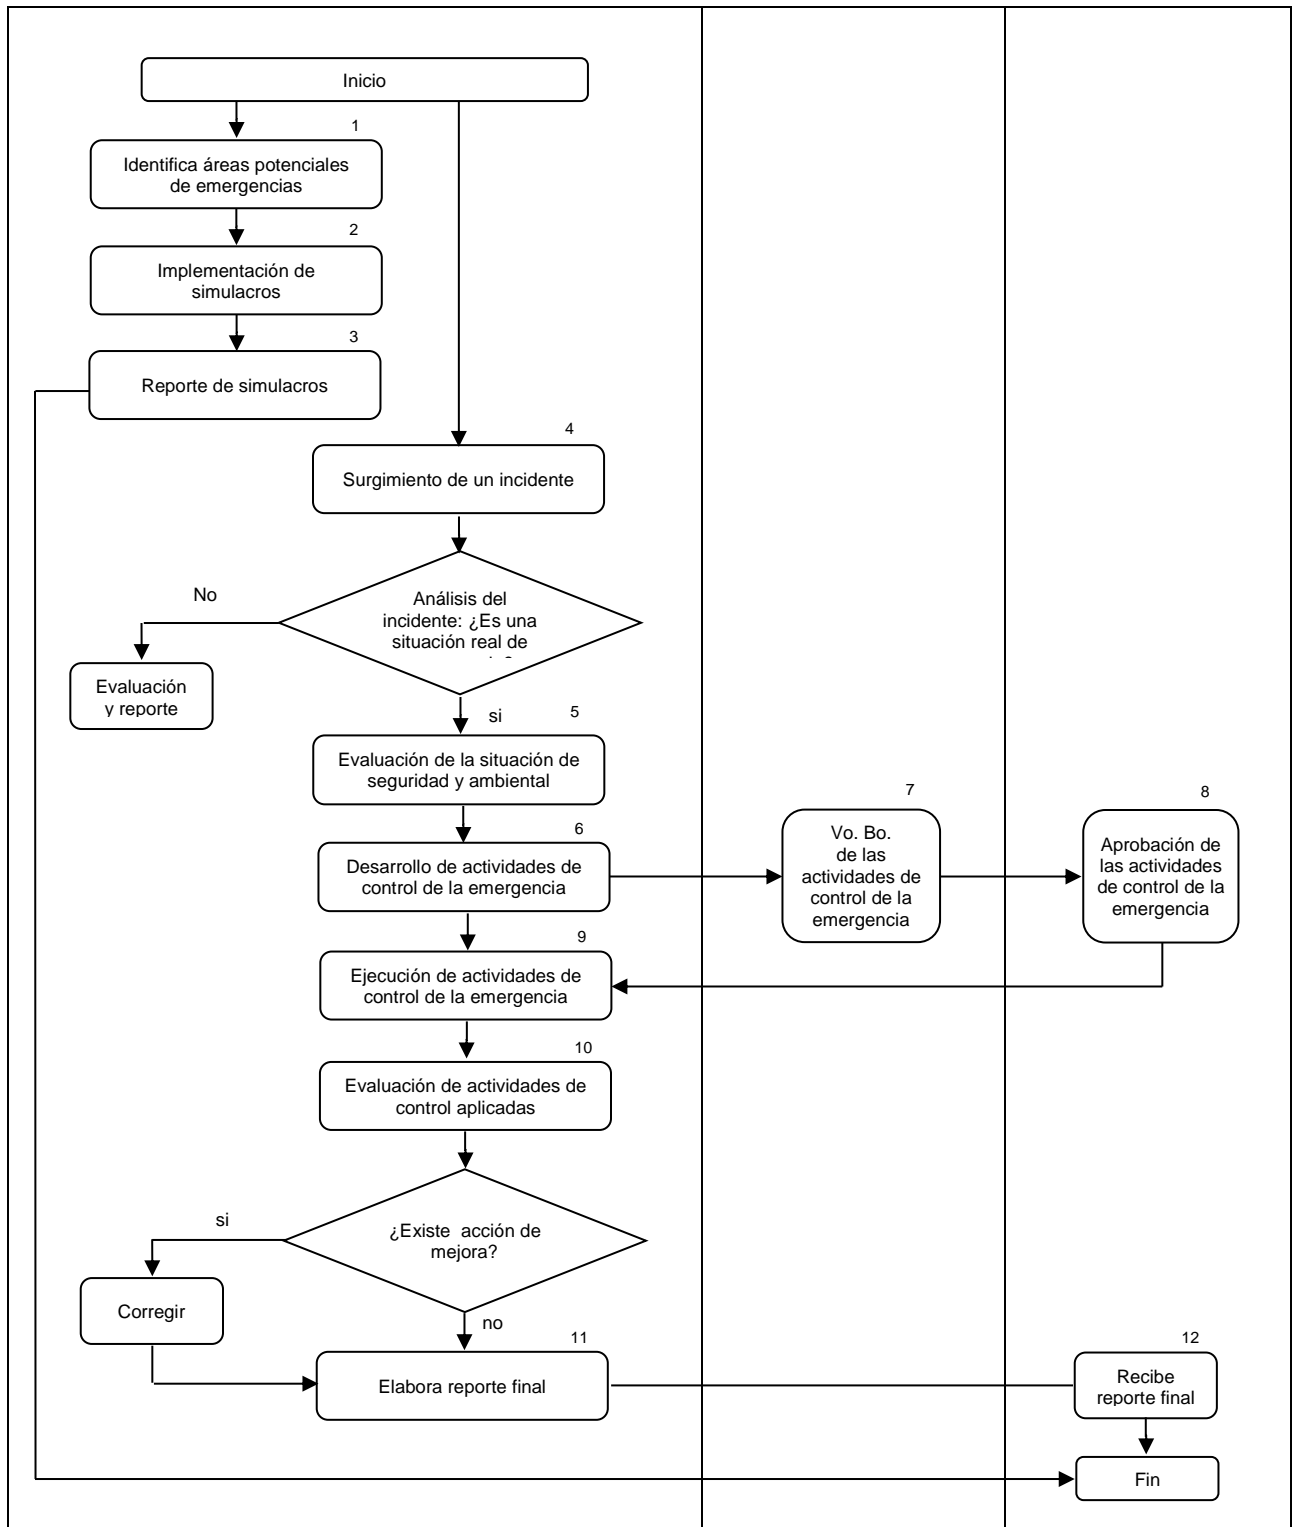 Inicio
1
Identifica áreas potenciales
de emergencias
2
Implementación de
simulacros
3
Reporte de simulacros
4
Surgimiento de un incidente
Análisis del
incidente: ¿Es una
situación real de
No
Evaluación
y reporte
si
5
Evaluación de la situación de
seguridad y ambiental
6
Desarrollo de actividades de
control de la emergencia
7
Vo. Bo.
de las
actividades de
control de la
emergencia
8
Aprobación de
las actividades
de control de la
emergencia
9
Ejecución de actividades de
control de la emergencia
10
Evaluación de actividades de
control aplicadas
¿Existe acción de
mejora?
si
Corregir
no
11
Elabora reporte final
12
Recibe
reporte final
Fin